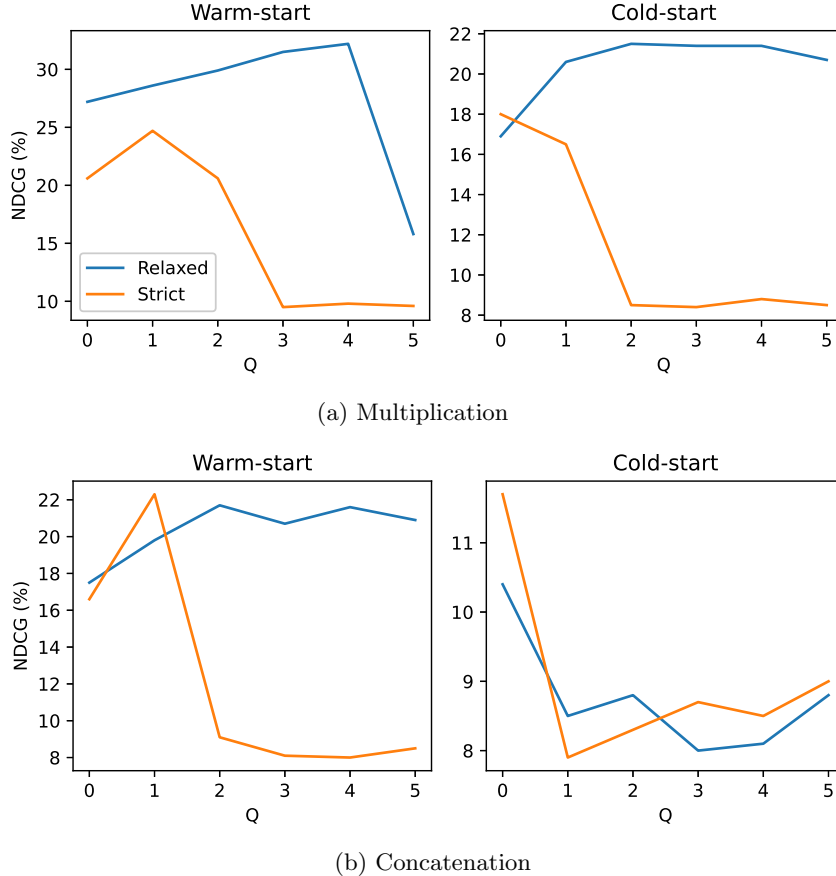 Warm-start
Cold-start
NDCG (%)
30
25
20
15
10
22
20
18
16
14
12
10
8
Relaxed
Strict
0 1 2 3 4 5
0 1 2 3 4 5
Q
Q
(a) Multiplication
Warm-start
Cold-start
NDCG (%)
22
20
18
16
14
12
10
8
11
10
9
8
0 1 2 3 4 5
0 1 2 3 4 5
Q
Q
(b) Concatenation